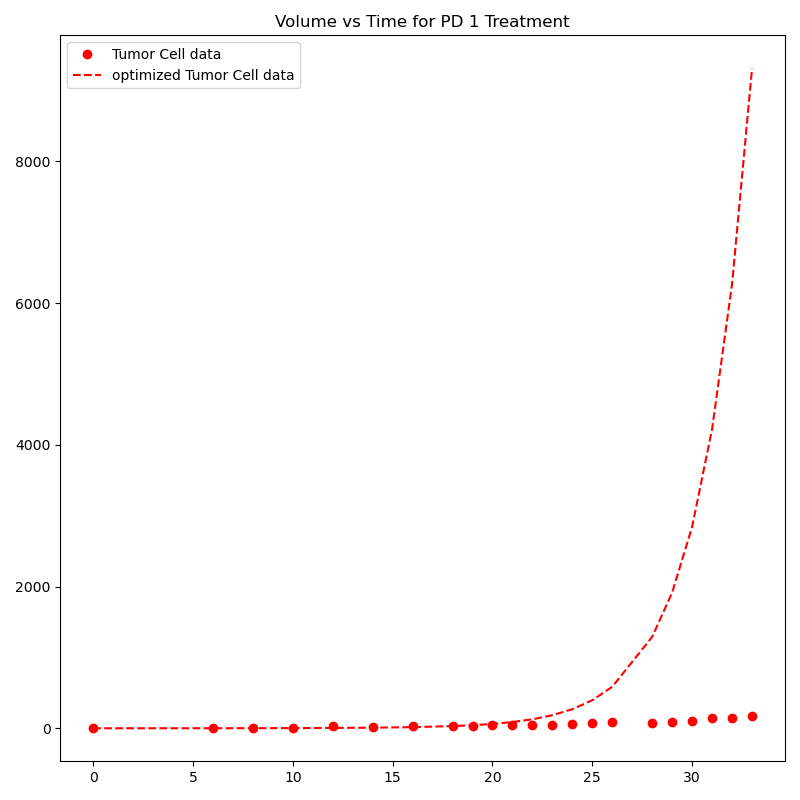 Volume vs Time for PD 1 Treatment
Tumor Cell data
optimized Tumor Cell data
8000
6000
4000
2000
0
0 5 10 15 20 25 30